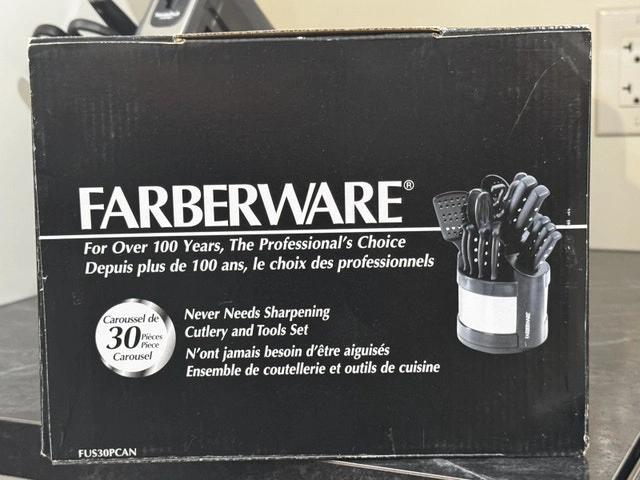 FARBERWARE®
For Over 100 Years, The Professional's Choice
Depuis plus de 100 ans, le choix des professionnels
Caroussel de
30 Pièces
Piece
Carousel
Never Needs Sharpening
Cutlery and Tools Set
N'ont jamais besoin d'être aiguisés
Ensemble de coutellerie et outils de cuisine
FARBERWARE
FUS30PCAN